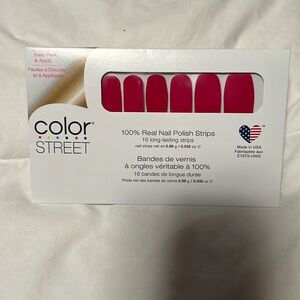 Easy Peel
& Apply
Faciles à Décoller
et à Appliquer
color
STREET
100% Real Nail Polish Strips
16 long-lasting strips
nail strips net wt 0.99 g / 0.035 oz e
Bandes de vernis
à ongles véritable à 100%
16 bandes de longue durée
Poids net des bandes de vernis 0.99 g / 0.035 oz e
Made in USA
Fabriquées aux
ÉTATS-UNIS